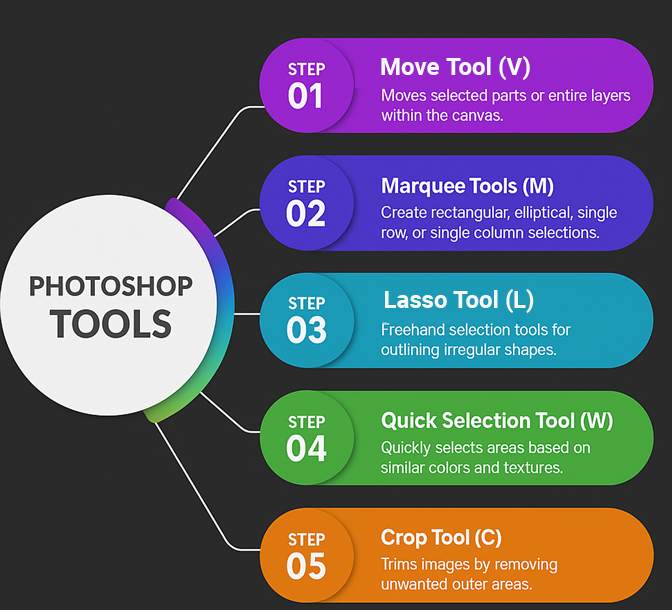 PHOTOSHOP
TOOLS
STEP
01
Move Tool (V)
Moves selected parts or entire layers
within the canvas.
STEP
02
Marquee Tools (M)
Create rectangular, elliptical, single
row, or single column selections.
STEP
03
Lasso Tool (L)
Freehand selection tools for
outlining irregular shapes.
STEP
04
Quick Selection Tool (W)
Quickly selects areas based on
similar colors and textures.
STEP
05
Crop Tool (C)
Trims images by removing
unwanted outer areas.